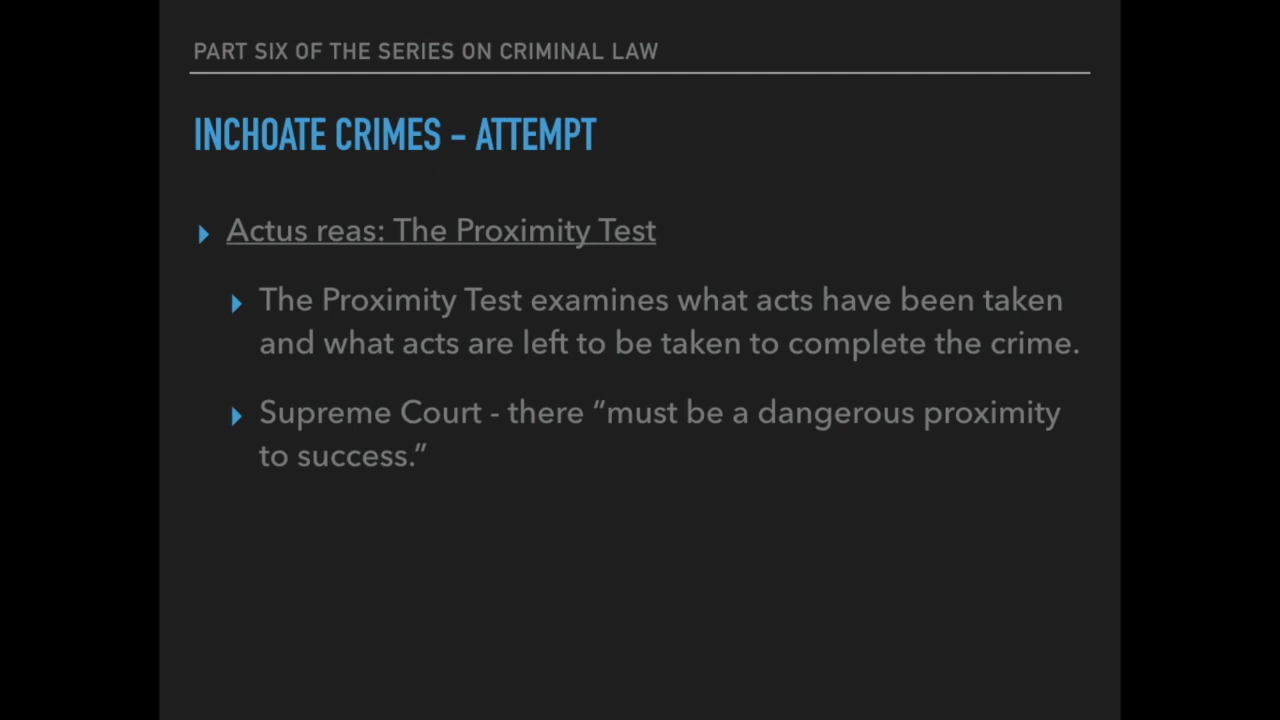 PART SIX OF THE SERIES ON CRIMINAL LAW
INCHOATE CRIMES – ATTEMPT
Actus reas: The Proximity Test
The Proximity Test examines what acts have been taken
and what acts are left to be taken to complete the crime.
Supreme Court - there “must be a dangerous proximity
to success.”